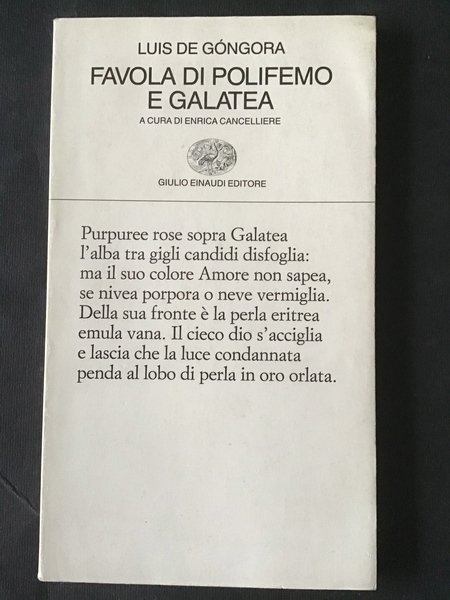 LUIS DE GÓNGORA
FAVOLA DI POLIFEMO
E GALATEA
A CURA DI ENRICA CANCELLIERE
GIULIO EINAUDI EDITORE
Purpuree rose sopra Galatea
l'alba tra gigli candidi disfoglia:
ma il suo colore Amore non sapea,
se nivea porpora o neve vermiglia.
Della sua fronte è la perla eritrea
emula vana. Il cieco dio s'acciglia
e lascia che la luce condannata
penda al lobo di perla in oro orlata.